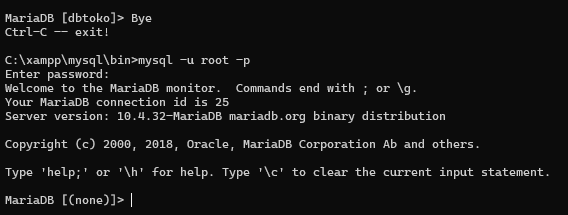 MariaDB [dbtoko]> Bye
Ctrl-C -- exit!
C:\xampp\mysql\bin>mysql -u root -p
Enter password:
Welcome to the MariaDB monitor.  Commands end with ; or \g.
Your MariaDB connection id is 25
Server version: 10.4.32-MariaDB mariadb.org binary distribution
Copyright (c) 2000, 2018, Oracle, MariaDB Corporation Ab and others.
Type 'help;' or '\h' for help. Type '\c' to clear the current input statement.
MariaDB [(none)]>